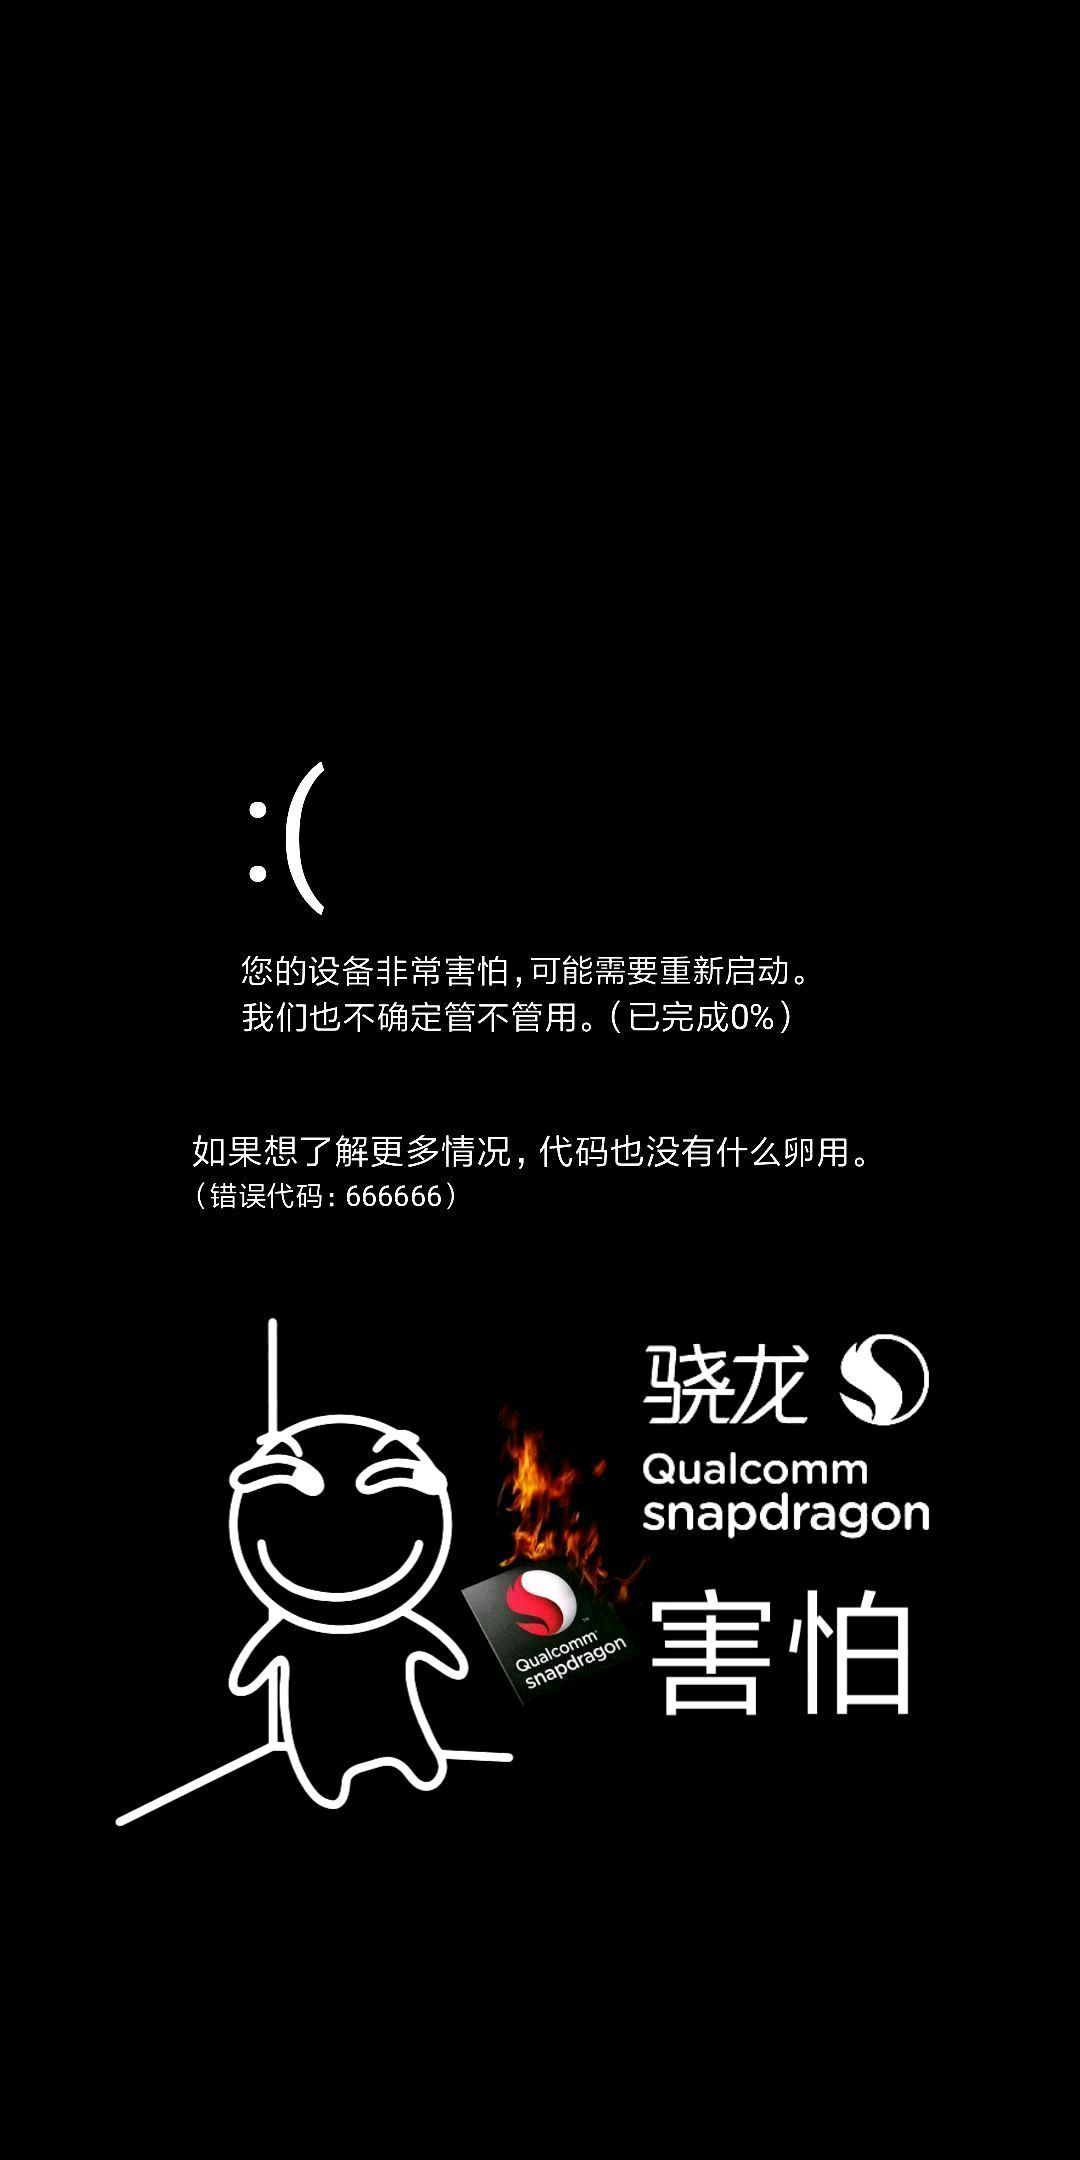 :(
您的设备非常害怕,可能需要重新启动。
我们也不确定管不管用。(已完成0%)
如果想了解更多情况, 代码也没有什么卵用。
(错误代码: 666666)
骁龙
Qualcomm
snapdragon
Qualcomm
snapdragon
害怕